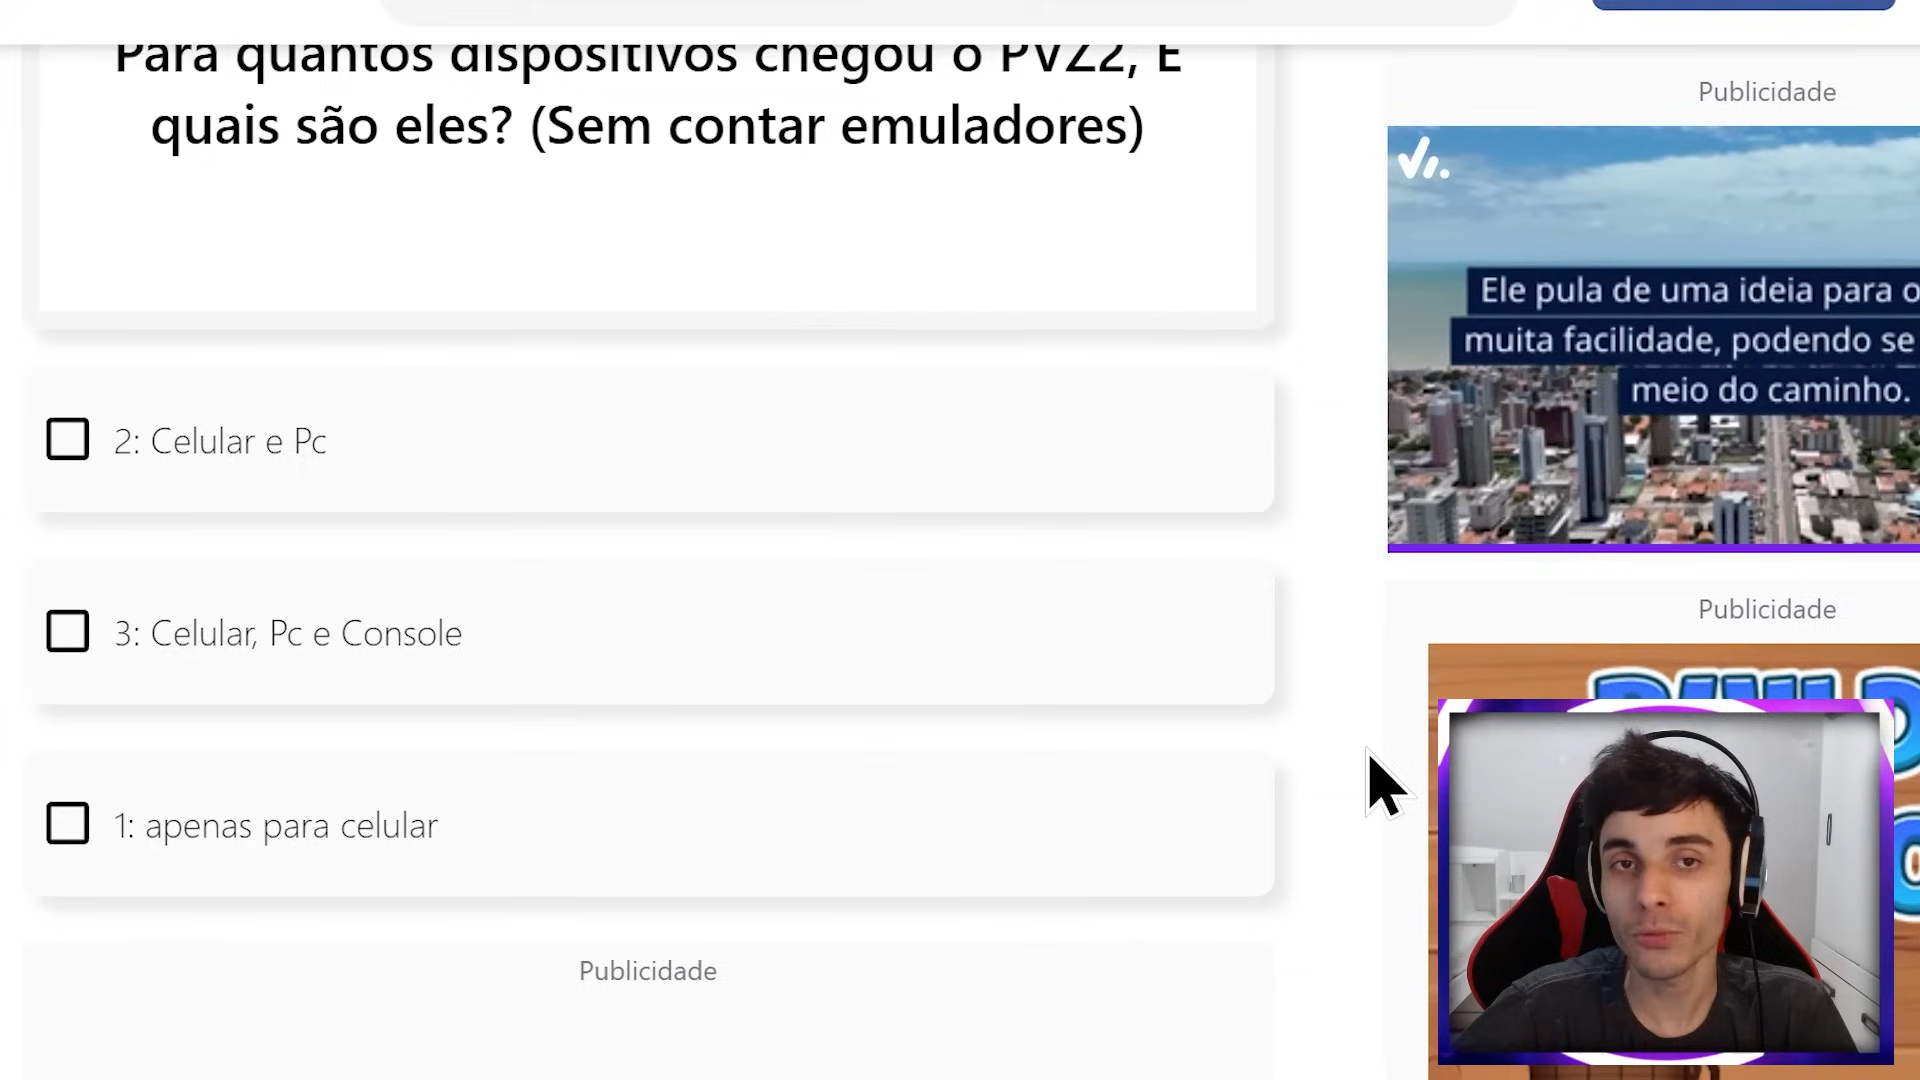 Para quantos dispositivos chegou o PVZ2, E
quais são eles? (Sem contar emuladores)
2: Celular e Pc
3: Celular, Pc e Console
1: apenas para celular
Publicidade
Publicidade
Ele pula de uma ideia para o
muita facilidade, podendo se
meio do caminho.
Publicidade